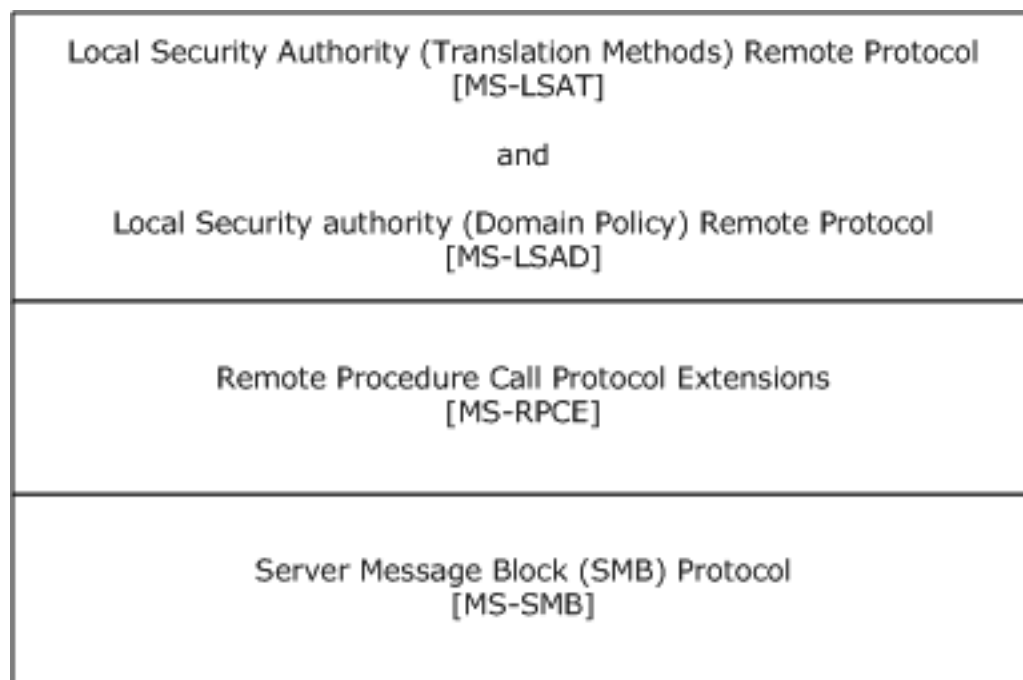 Local Security Authority (Translation Methods) Remote Protocol
[MS-LSAT]
and
Local Security authority (Domain Policy) Remote Protocol
[MS-LSAD]
Remote Procedure Call Protocol Extensions
[MS-RPCE]
Server Message Block (SMB) Protocol
[MS-SMB]